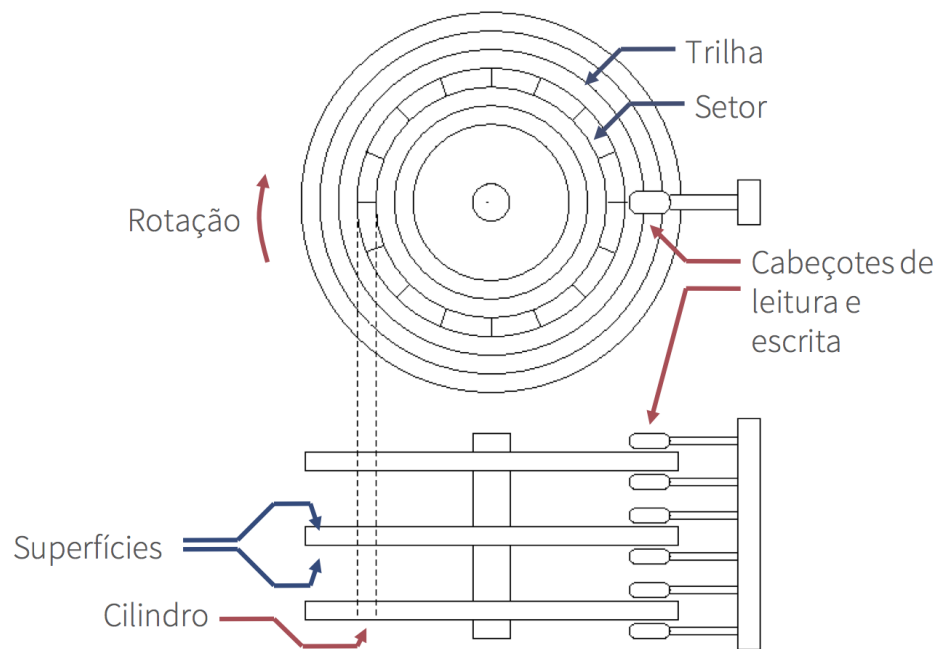 Trilha
Setor
Rotação
Cabeçotes de
leitura e
escrita
Superfícies
Cilindro